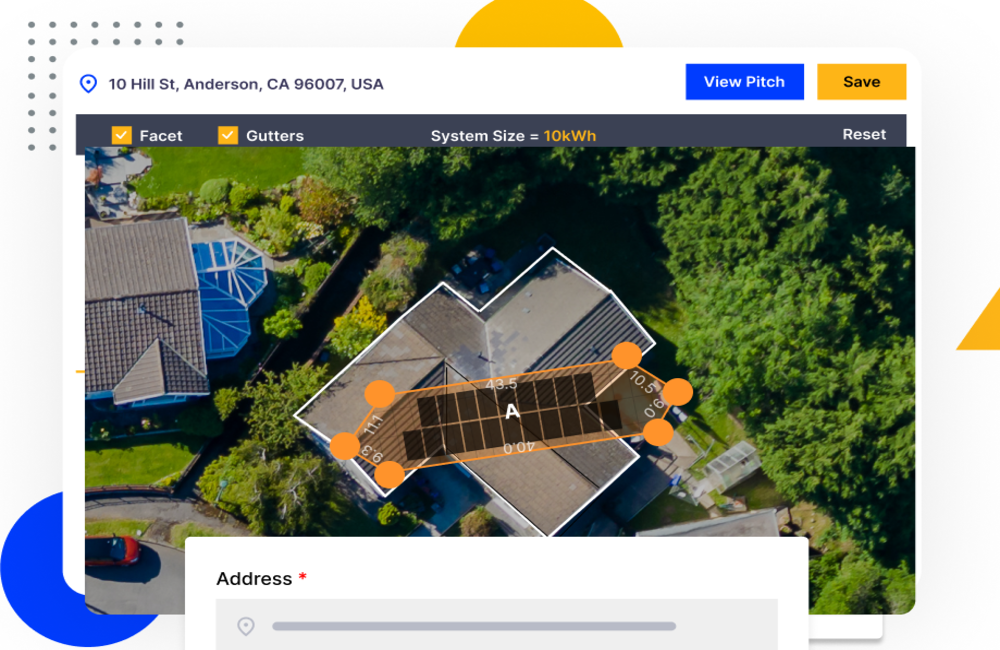 10 Hill St, Anderson, CA 96007, USA
View Pitch
Save
Facet
Gutters
System Size = 10kWh
Reset
43.5
10.5
9.0
A
11.1
9.3
40.0
Address *